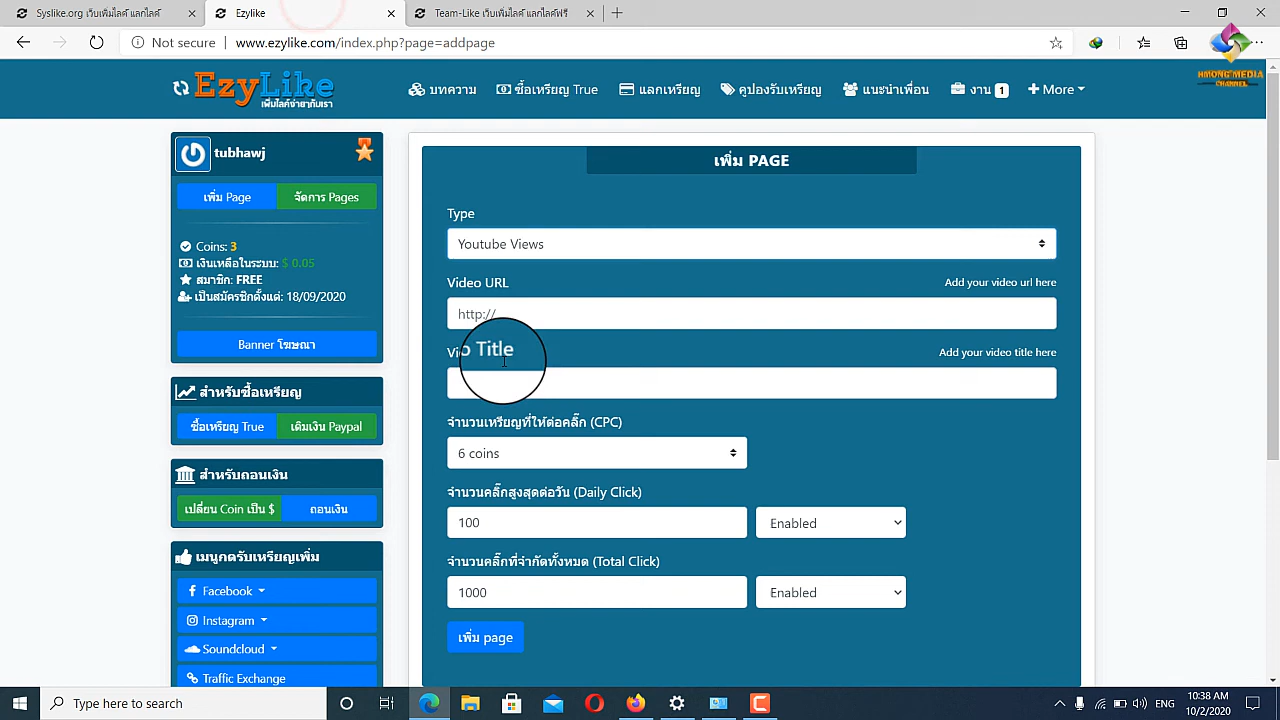 Syslike.org เพิ่มไลค์แลกไลค์
Ezylike
Team-Like เพิ่มไลค์แลกไลค์ฟรี
Not secure
www.ezylike.com/index.php?page=addpage
HMONG MEDIA
CHANNEL
EzyLike
เพิ่มไลค์จ๋าขากับเรา
บทความ
ซื้อเหรียญ True
แลกเหรียญ
คูปองรับเหรียญ
แนะนำเพื่อน
งาน 1
More
tubhawj
เพิ่ม Page
จัดการ Pages
Coins: 3
เงินเหลือในระบบ: $ 0.05
สมาชิก: FREE
เป็นสมัครชิกตั้งแต่: 18/09/2020
Banner โฆษณา
สำหรับซื้อเหรียญ
ซื้อเหรียญ True
เติมเงิน Paypal
สำหรับถอนเงิน
เปลี่ยน Coin เป็น $
ถอนเงิน
เมนูกดรับเหรียญเพิ่ม
Facebook
Instagram
Soundcloud
Traffic Exchange
เพิ่ม PAGE
Type
Youtube Views
Video URL
Add your video url here
http://
Video Title
Add your video title here
จำนวนเหรียญที่ให้ต่อคลิ๊ก (CPC)
6 coins
จำนวนคลิ๊กสูงสุดต่อวัน (Daily Click)
100
Enabled
จำนวนคลิ๊กที่จำกัดทั้งหมด (Total Click)
1000
Enabled
เพิ่ม page
Type here to search
ENG
10:38 AM
10/2/2020